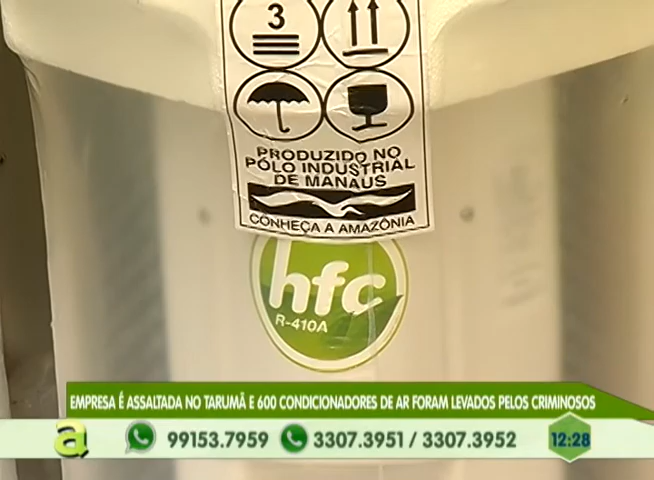 3
PRODUZIDO NO
PÓLO INDUSTRIAL
DE MANAUS
CONHEÇA A AMAZÔNIA
hfc
R-410A
EMPRESA É ASSALTADA NO TARUMÃ E 600 CONDICIONADORES DE AR FORAM LEVADOS PELOS CRIMINOSOS
a 99153.7959 3307.3951 / 3307.3952 12:28